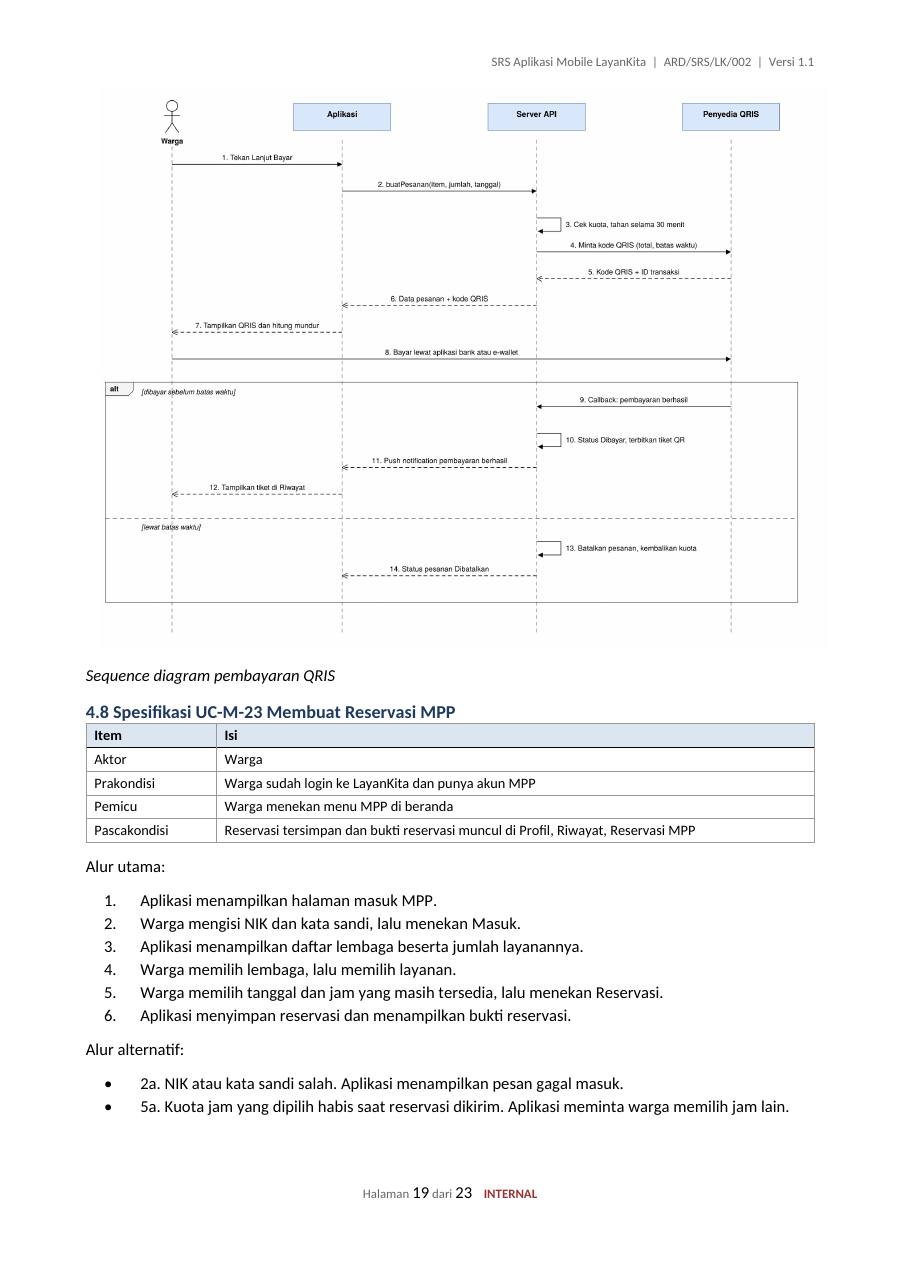 SRS Aplikasi Mobile LayanKita | ARD/SRS/LK/002 | Versi 1.1
Warga
Aplikasi
Server API
Penyedia QRIS
1. Tekan Lanjut Bayar
2. buatPesanan(item, jumlah, tanggal)
3. Cek kuota, tahan selama 30 menit
4. Minta kode QRIS (total, batas waktu)
5. Kode QRIS + ID transaksi
6. Data pesanan + kode QRIS
7. Tampilkan QRIS dan hitung mundur
8. Bayar lewat aplikasi bank atau e-wallet
alt
[dibayar sebelum batas waktu]
9. Callback: pembayaran berhasil
10. Status Dibayar, terbitkan tiket QR
11. Push notification pembayaran berhasil
12. Tampilkan tiket di Riwayat
[lewat batas waktu]
13. Batalkan pesanan, kembalikan kuota
14. Status pesanan Dibatalkan
Sequence diagram pembayaran QRIS
4.8 Spesifikasi UC-M-23 Membuat Reservasi MPP
Item Isi
Aktor Warga
Prakondisi Warga sudah login ke LayanKita dan punya akun MPP
Pemicu Warga menekan menu MPP di beranda
Pascakondisi Reservasi tersimpan dan bukti reservasi muncul di Profil, Riwayat, Reservasi MPP
Alur utama:
1. Aplikasi menampilkan halaman masuk MPP.
2. Warga mengisi NIK dan kata sandi, lalu menekan Masuk.
3. Aplikasi menampilkan daftar lembaga beserta jumlah layanannya.
4. Warga memilih lembaga, lalu memilih layanan.
5. Warga memilih tanggal dan jam yang masih tersedia, lalu menekan Reservasi.
6. Aplikasi menyimpan reservasi dan menampilkan bukti reservasi.
Alur alternatif:
• 2a. NIK atau kata sandi salah. Aplikasi menampilkan pesan gagal masuk.
• 5a. Kuota jam yang dipilih habis saat reservasi dikirim. Aplikasi meminta warga memilih jam lain.
Halaman 19 dari 23 INTERNAL